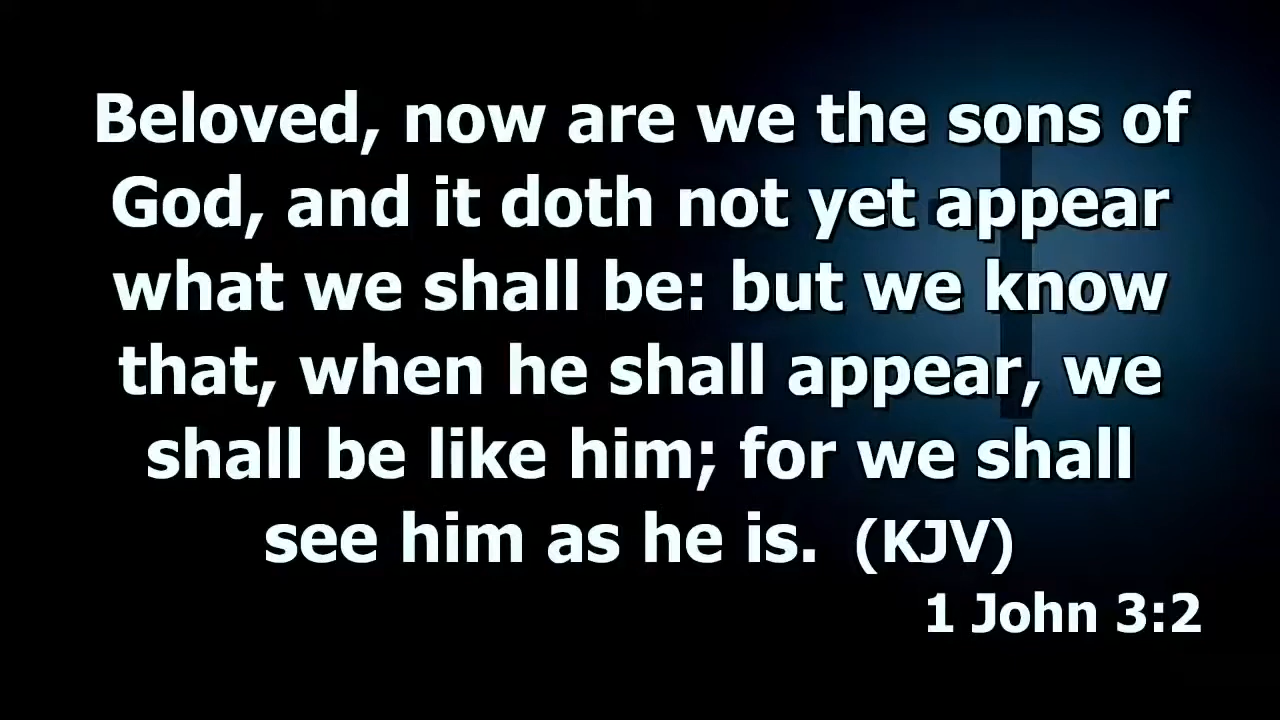 Beloved, now are we the sons of
God, and it doth not yet appear
what we shall be: but we know
that, when he shall appear, we
shall be like him; for we shall
see him as he is. (KJV)
1 John 3:2